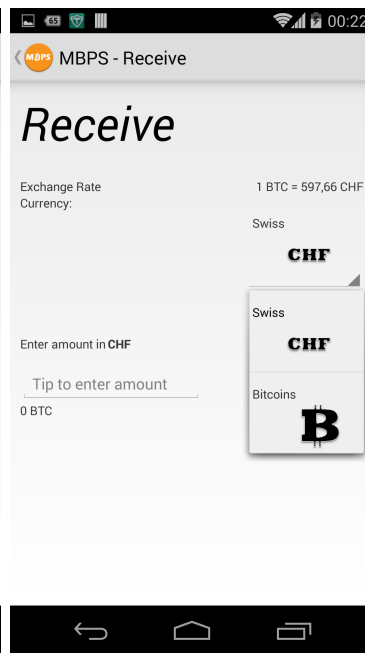 65
00:22
MBPS
MBPS - Receive
Receive
Exchange Rate
1 BTC = 597,66 CHF
Currency:
Swiss
CHF
Swiss
Enter amount in CHF
CHF
Tip to enter amount
Bitcoins
0 BTC